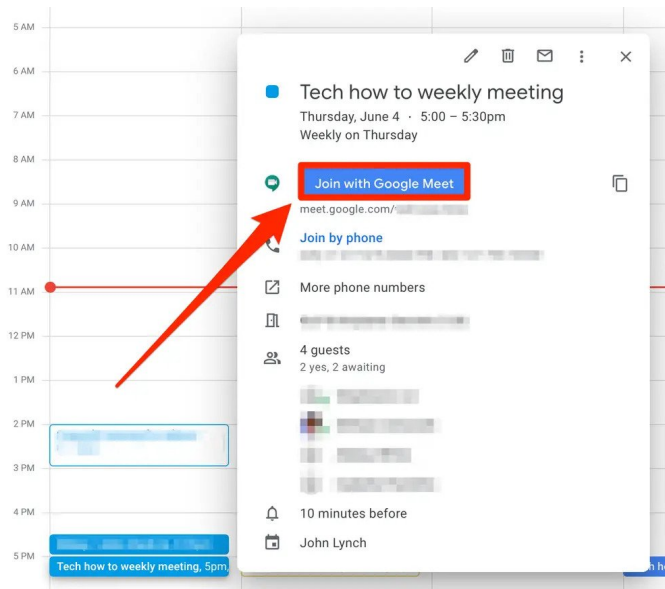 5 AM
6 AM
7 AM
8 AM
9 AM
10 AM
11 AM
12 PM
1 PM
2 PM
3 PM
4 PM
5 PM
Tech how to weekly meeting, 5pm,
Tech how to weekly meeting
Thursday, June 4 · 5:00 – 5:30pm
Weekly on Thursday
Join with Google Meet
meet.google.com/
Join by phone
More phone numbers
4 guests
2 yes, 2 awaiting
10 minutes before
John Lynch